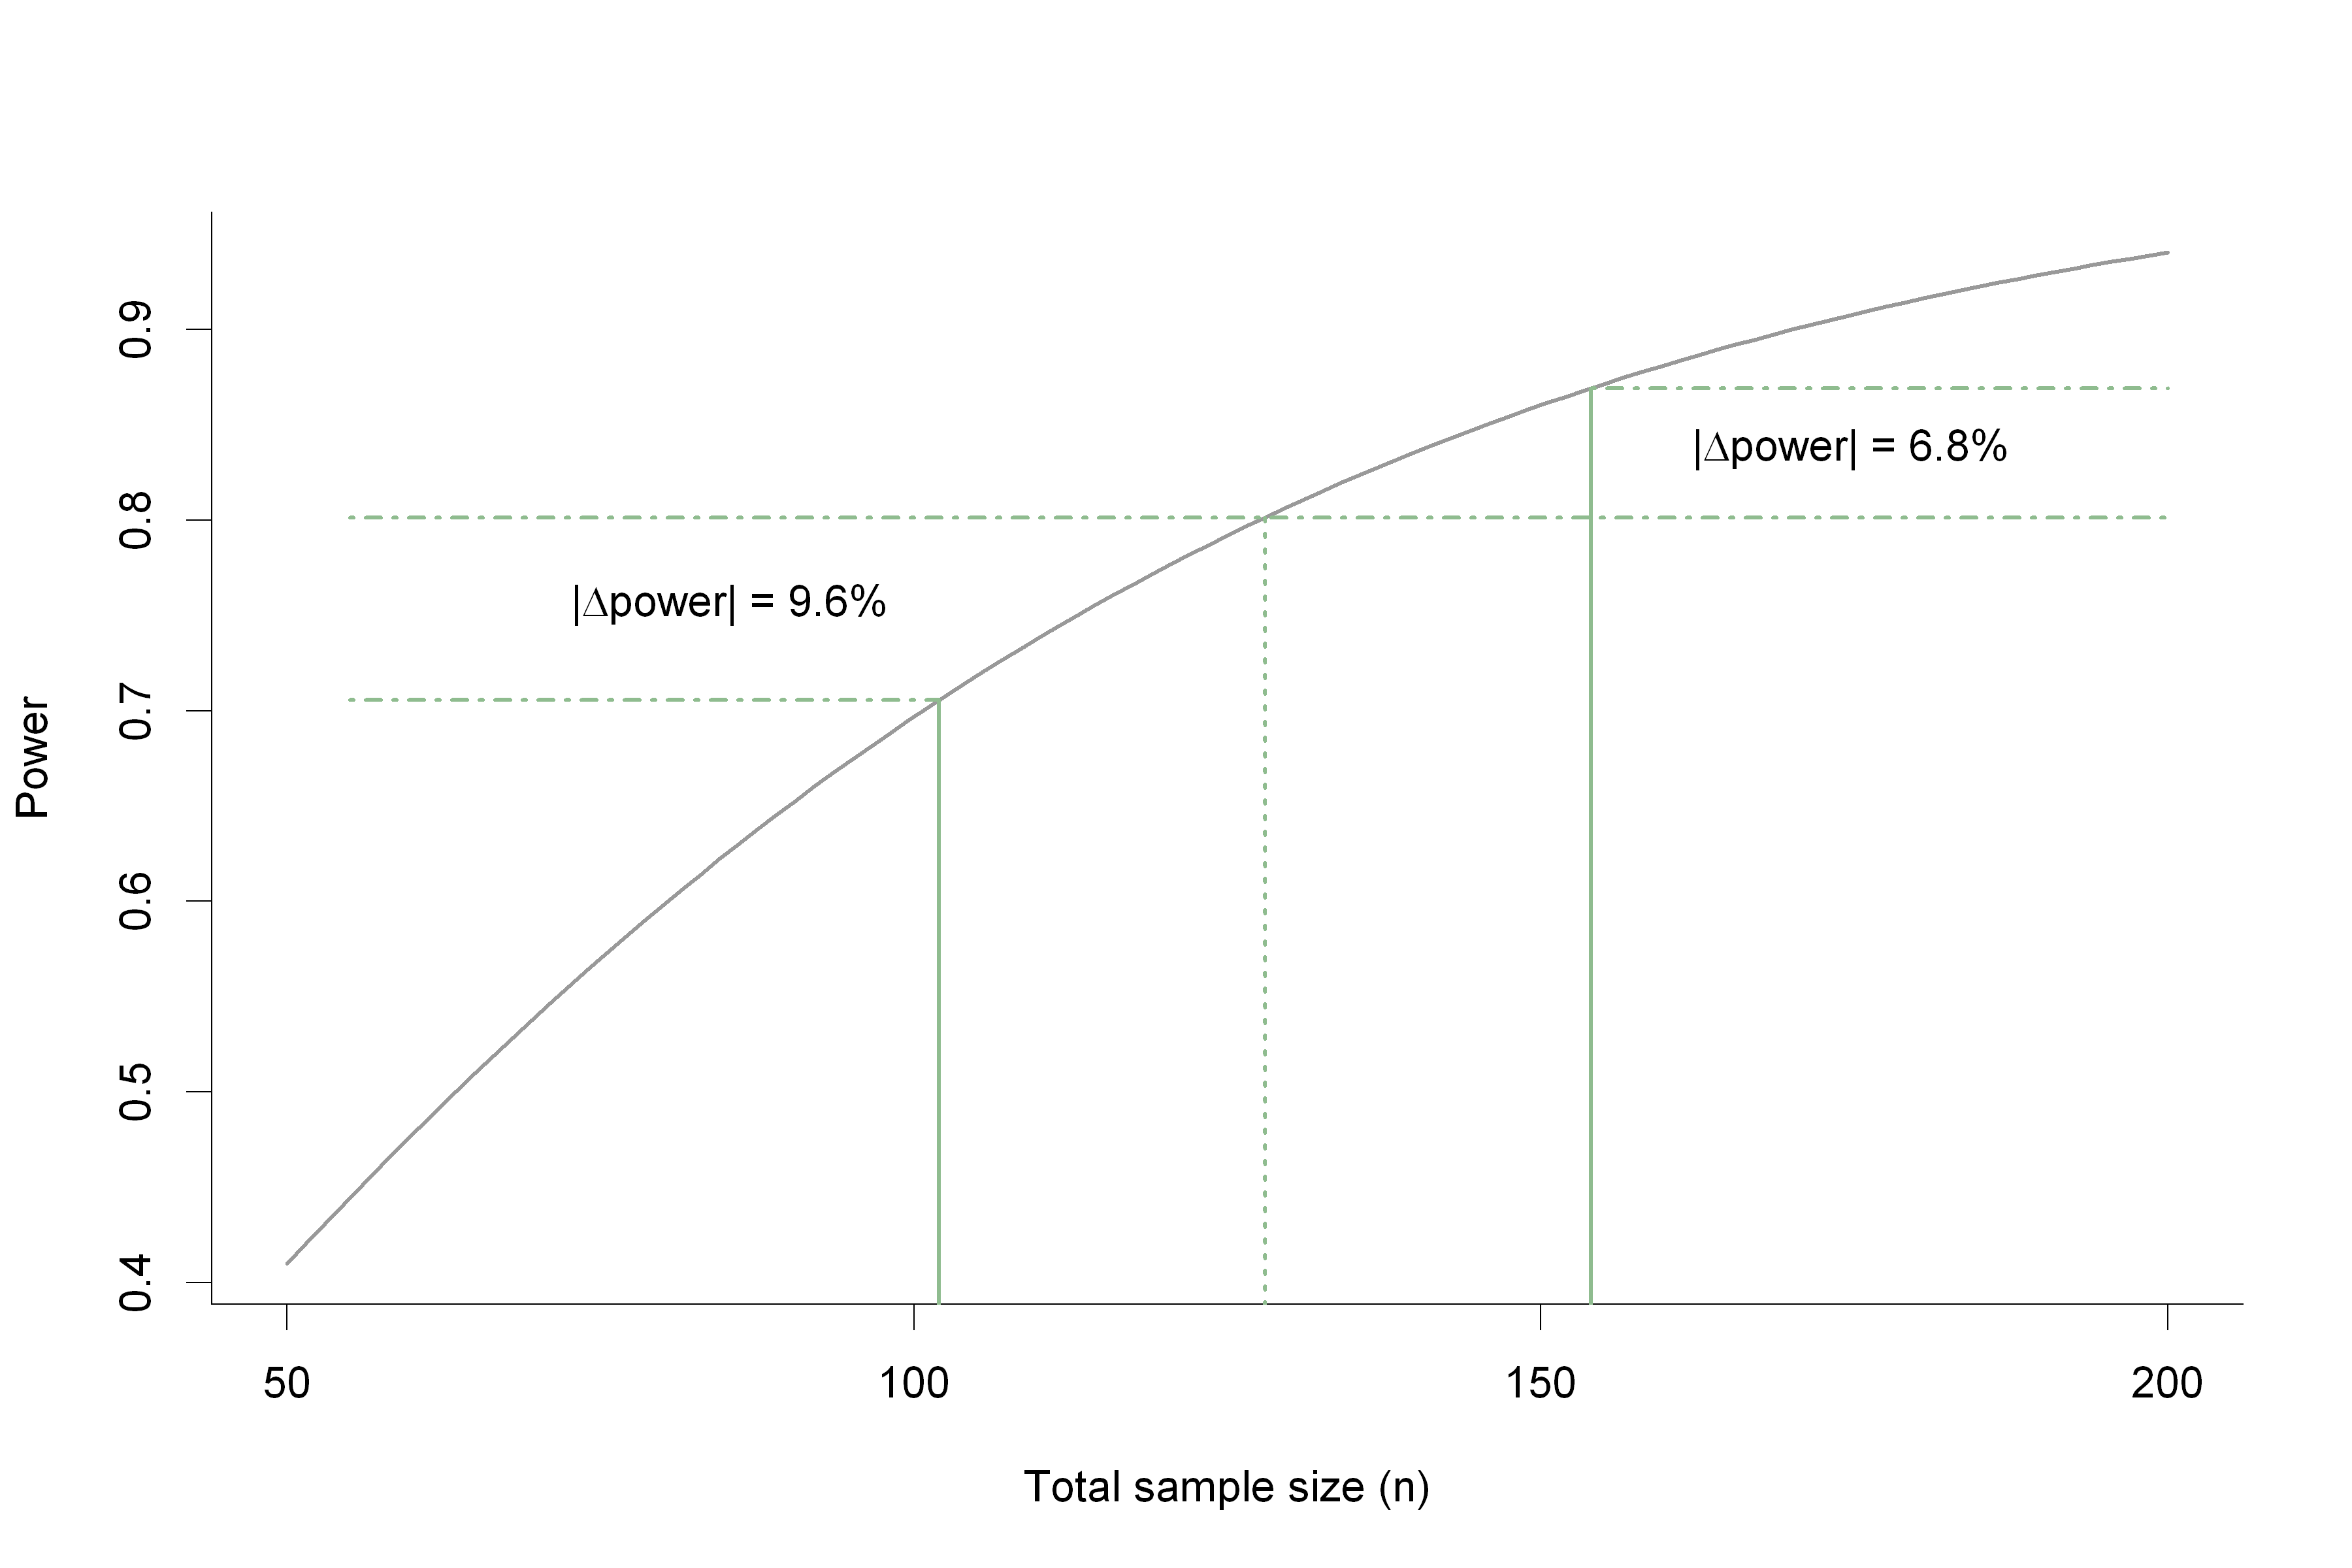 0.9
|Δpower| = 6.8%
0.8
|Δpower| = 9.6%
0.7
Power
0.6
0.5
0.4
50 100 150 200
Total sample size (n)